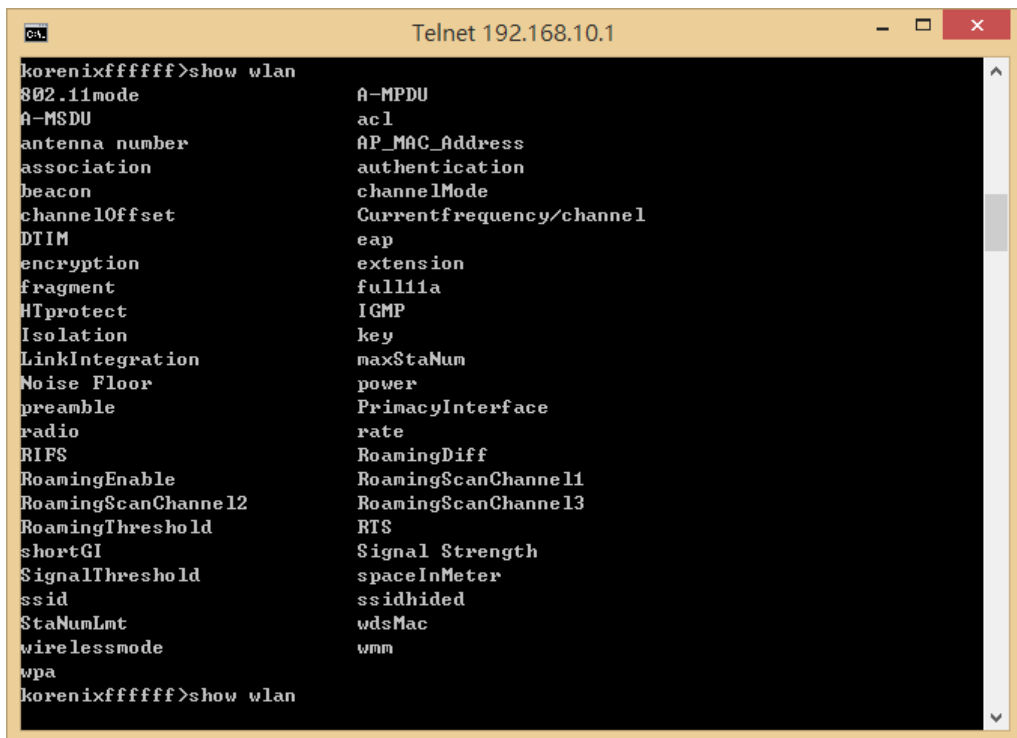 Telnet 192.168.10.1
korenixffffff>show wlan
802.11mode A-MPDU
A-MSDU acl
antenna number AP_MAC_Address
association authentication
beacon channelMode
channelOffset Currentfrequency/channel
DTIM eap
encryption extension
fragment full11a
HTprotect IGMP
Isolation key
LinkIntegration maxStaNum
Noise Floor power
preamble PrimacyInterface
radio rate
RIFS RoamingDiff
RoamingEnable RoamingScanChannel1
RoamingScanChannel2 RoamingScanChannel3
RoamingThreshold RTS
shortGI Signal Strength
SignalThreshold spaceInMeter
ssid ssidhided
StaNumLmt wdsMac
wirelessmode wmm
wpa
korenixffffff>show wlan